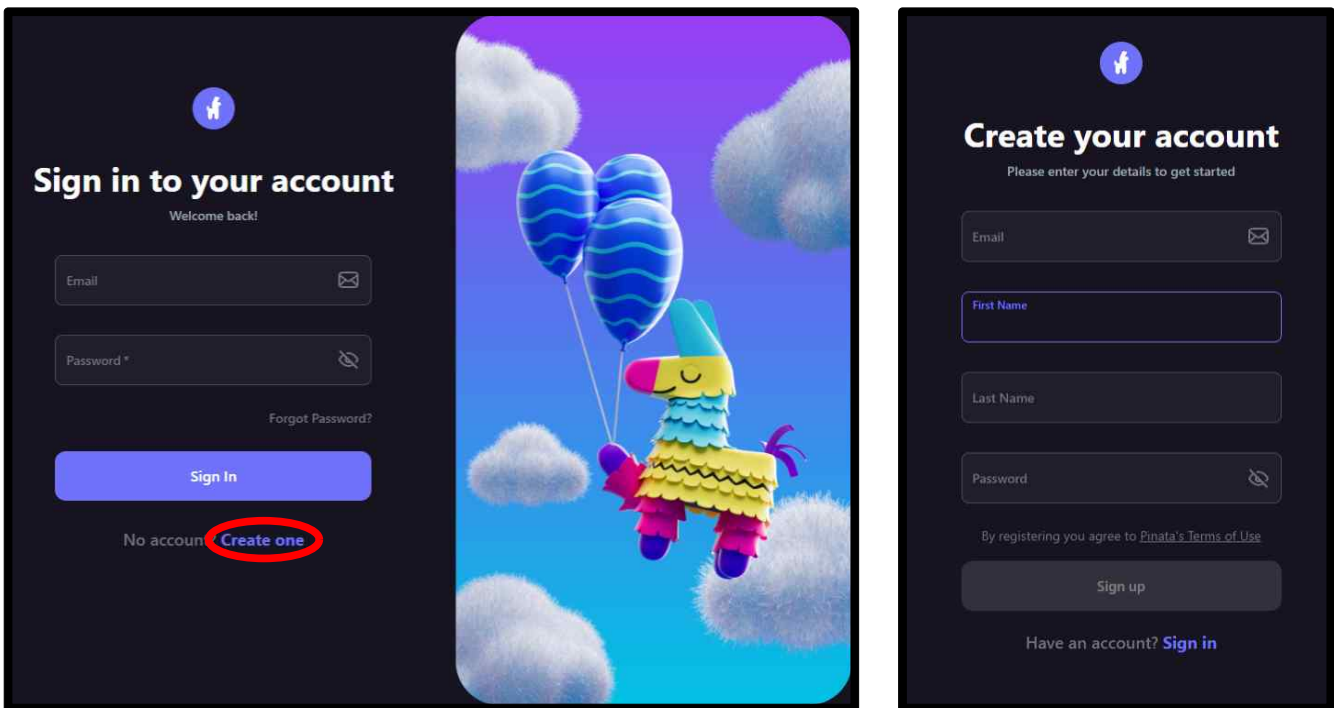 Sign in to your account
Welcome back!
Email
Password *
Forgot Password?
Sign In
No account Create one
Create your account
Please enter your details to get started
Email
First Name
Last Name
Password
By registering you agree to Pinata's Terms of Use
Sign up
Have an account? Sign in